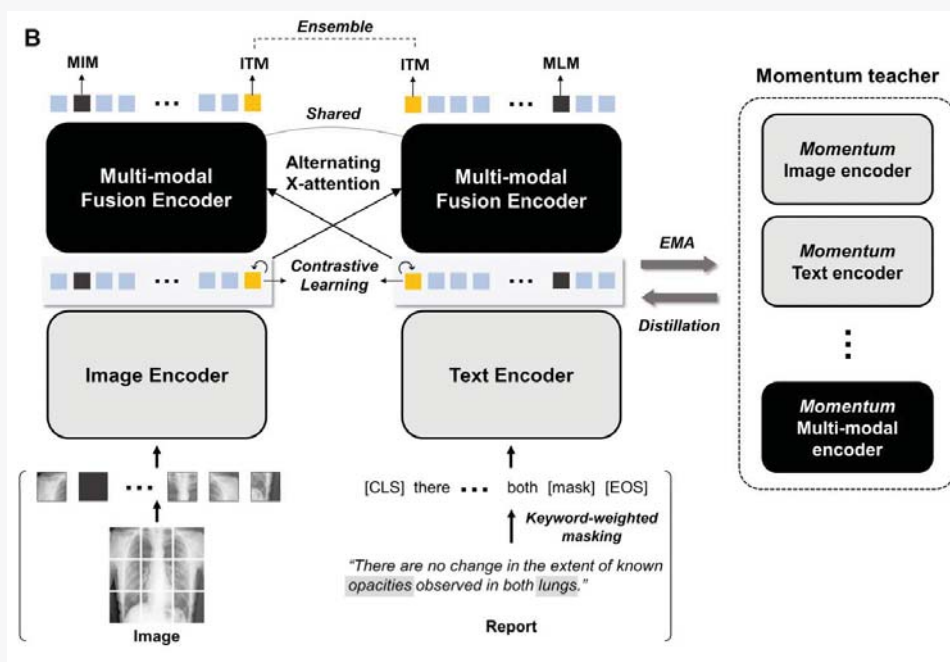 B
Ensemble
MIM
ITM
ITM
MLM
Shared
Multi-modal
Fusion Encoder
Alternating
X-attention
Multi-modal
Fusion Encoder
Contrastive
Learning
Image Encoder
Text Encoder
[CLS] there ... both [mask] [EOS]
Keyword-weighted
masking
“There are no change in the extent of known
opacities observed in both lungs.”
Image
Report
EMA
Distillation
Momentum teacher
Momentum
Image encoder
Momentum
Text encoder
Momentum
Multi-modal
encoder